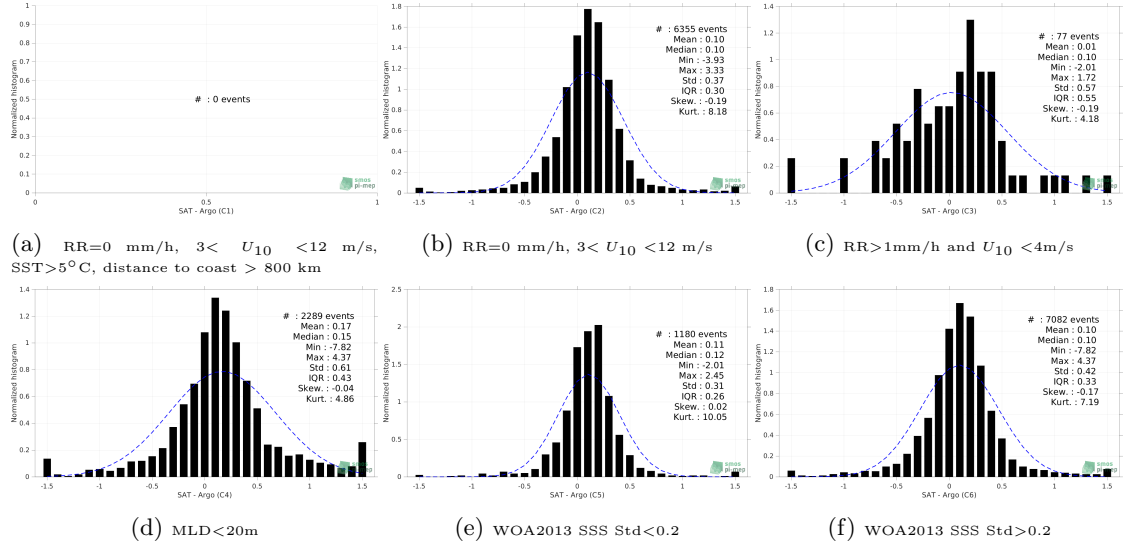 1
0.9
0.8
0.7
0.6
0.5
0.4
0.3
0.2
0.1
0
Normalized histogram
# : 0 events
smos
pi-mep
0 0.5 1
SAT - Argo (C1)
(a) RR=0 mm/h, 3< U10 <12 m/s,
SST>5°C, distance to coast > 800 km
1.8
1.6
1.4
1.2
1
0.8
0.6
0.4
0.2
0
Normalized histogram
# : 6355 events
Mean : 0.10
Median : 0.10
Min : -3.93
Max : 3.33
Std : 0.37
IQR : 0.30
Skew. : -0.19
Kurt. : 8.18
smos
pi-mep
-1.5 -1 -0.5 0 0.5 1 1.5
SAT - Argo (C2)
(b) RR=0 mm/h, 3< U10 <12 m/s
1.4
1.2
1
0.8
0.6
0.4
0.2
0
Normalized histogram
# : 77 events
Mean : 0.01
Median : 0.10
Min : -2.01
Max : 1.72
Std : 0.57
IQR : 0.55
Skew. : -0.19
Kurt. : 4.18
smos
pi-mep
-1.5 -1 -0.5 0 0.5 1 1.5
SAT - Argo (C3)
(c) RR>1mm/h and U10 <4m/s
1.4
1.2
1
0.8
0.6
0.4
0.2
0
Normalized histogram
# : 2289 events
Mean : 0.17
Median : 0.15
Min : -7.82
Max : 4.37
Std : 0.61
IQR : 0.43
Skew. : -0.04
Kurt. : 4.86
smos
pi-mep
-1.5 -1 -0.5 0 0.5 1 1.5
SAT - Argo (C4)
(d) MLD<20m
2.5
2
1.5
1
0.5
0
Normalized histogram
# : 1180 events
Mean : 0.11
Median : 0.12
Min : -2.01
Max : 2.45
Std : 0.31
IQR : 0.26
Skew. : 0.02
Kurt. : 10.05
smos
pi-mep
-1.5 -1 -0.5 0 0.5 1 1.5
SAT - Argo (C5)
(e) WOA2013 SSS Std<0.2
1.8
1.6
1.4
1.2
1
0.8
0.6
0.4
0.2
0
Normalized histogram
# : 7082 events
Mean : 0.10
Median : 0.10
Min : -7.82
Max : 4.37
Std : 0.42
IQR : 0.33
Skew. : -0.17
Kurt. : 7.19
smos
pi-mep
-1.5 -1 -0.5 0 0.5 1 1.5
SAT - Argo (C6)
(f) WOA2013 SSS Std>0.2